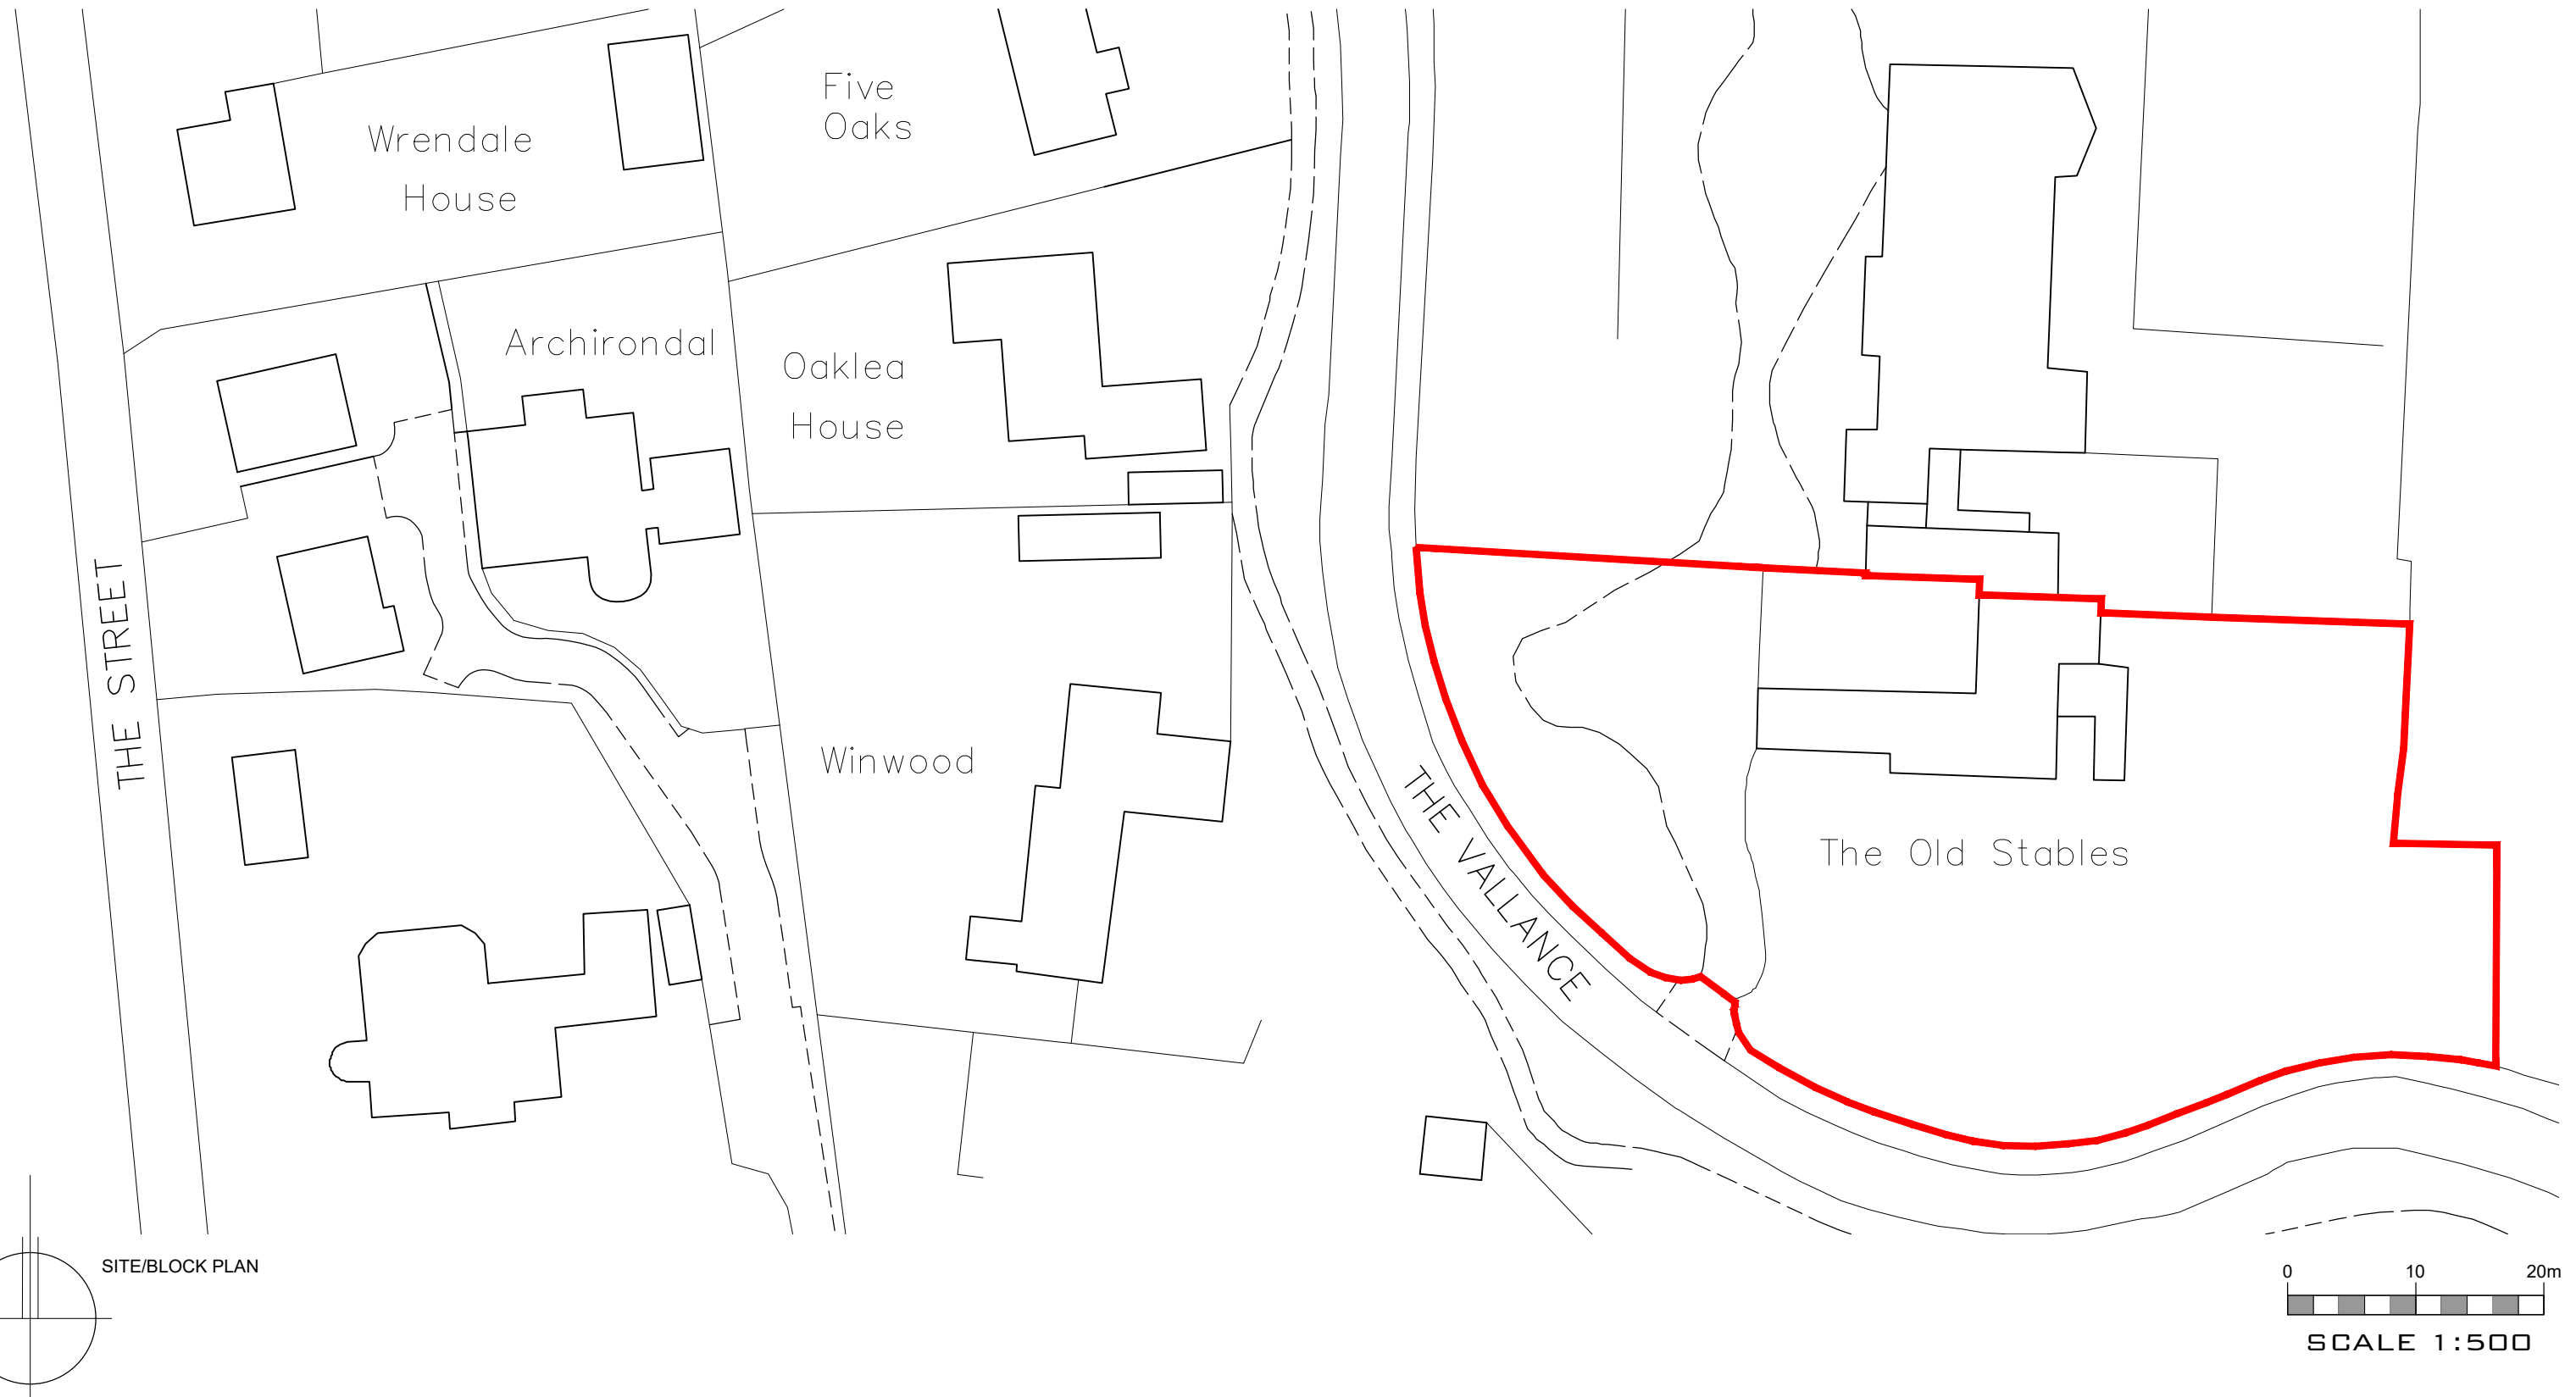 Five
Oaks
Wrendale
House
Archirondal
Oaklea
House
THE STREET
Winwood
THE VALLANCE
The Old Stables
SITE/BLOCK PLAN
0 10 20m
SCALE 1:500